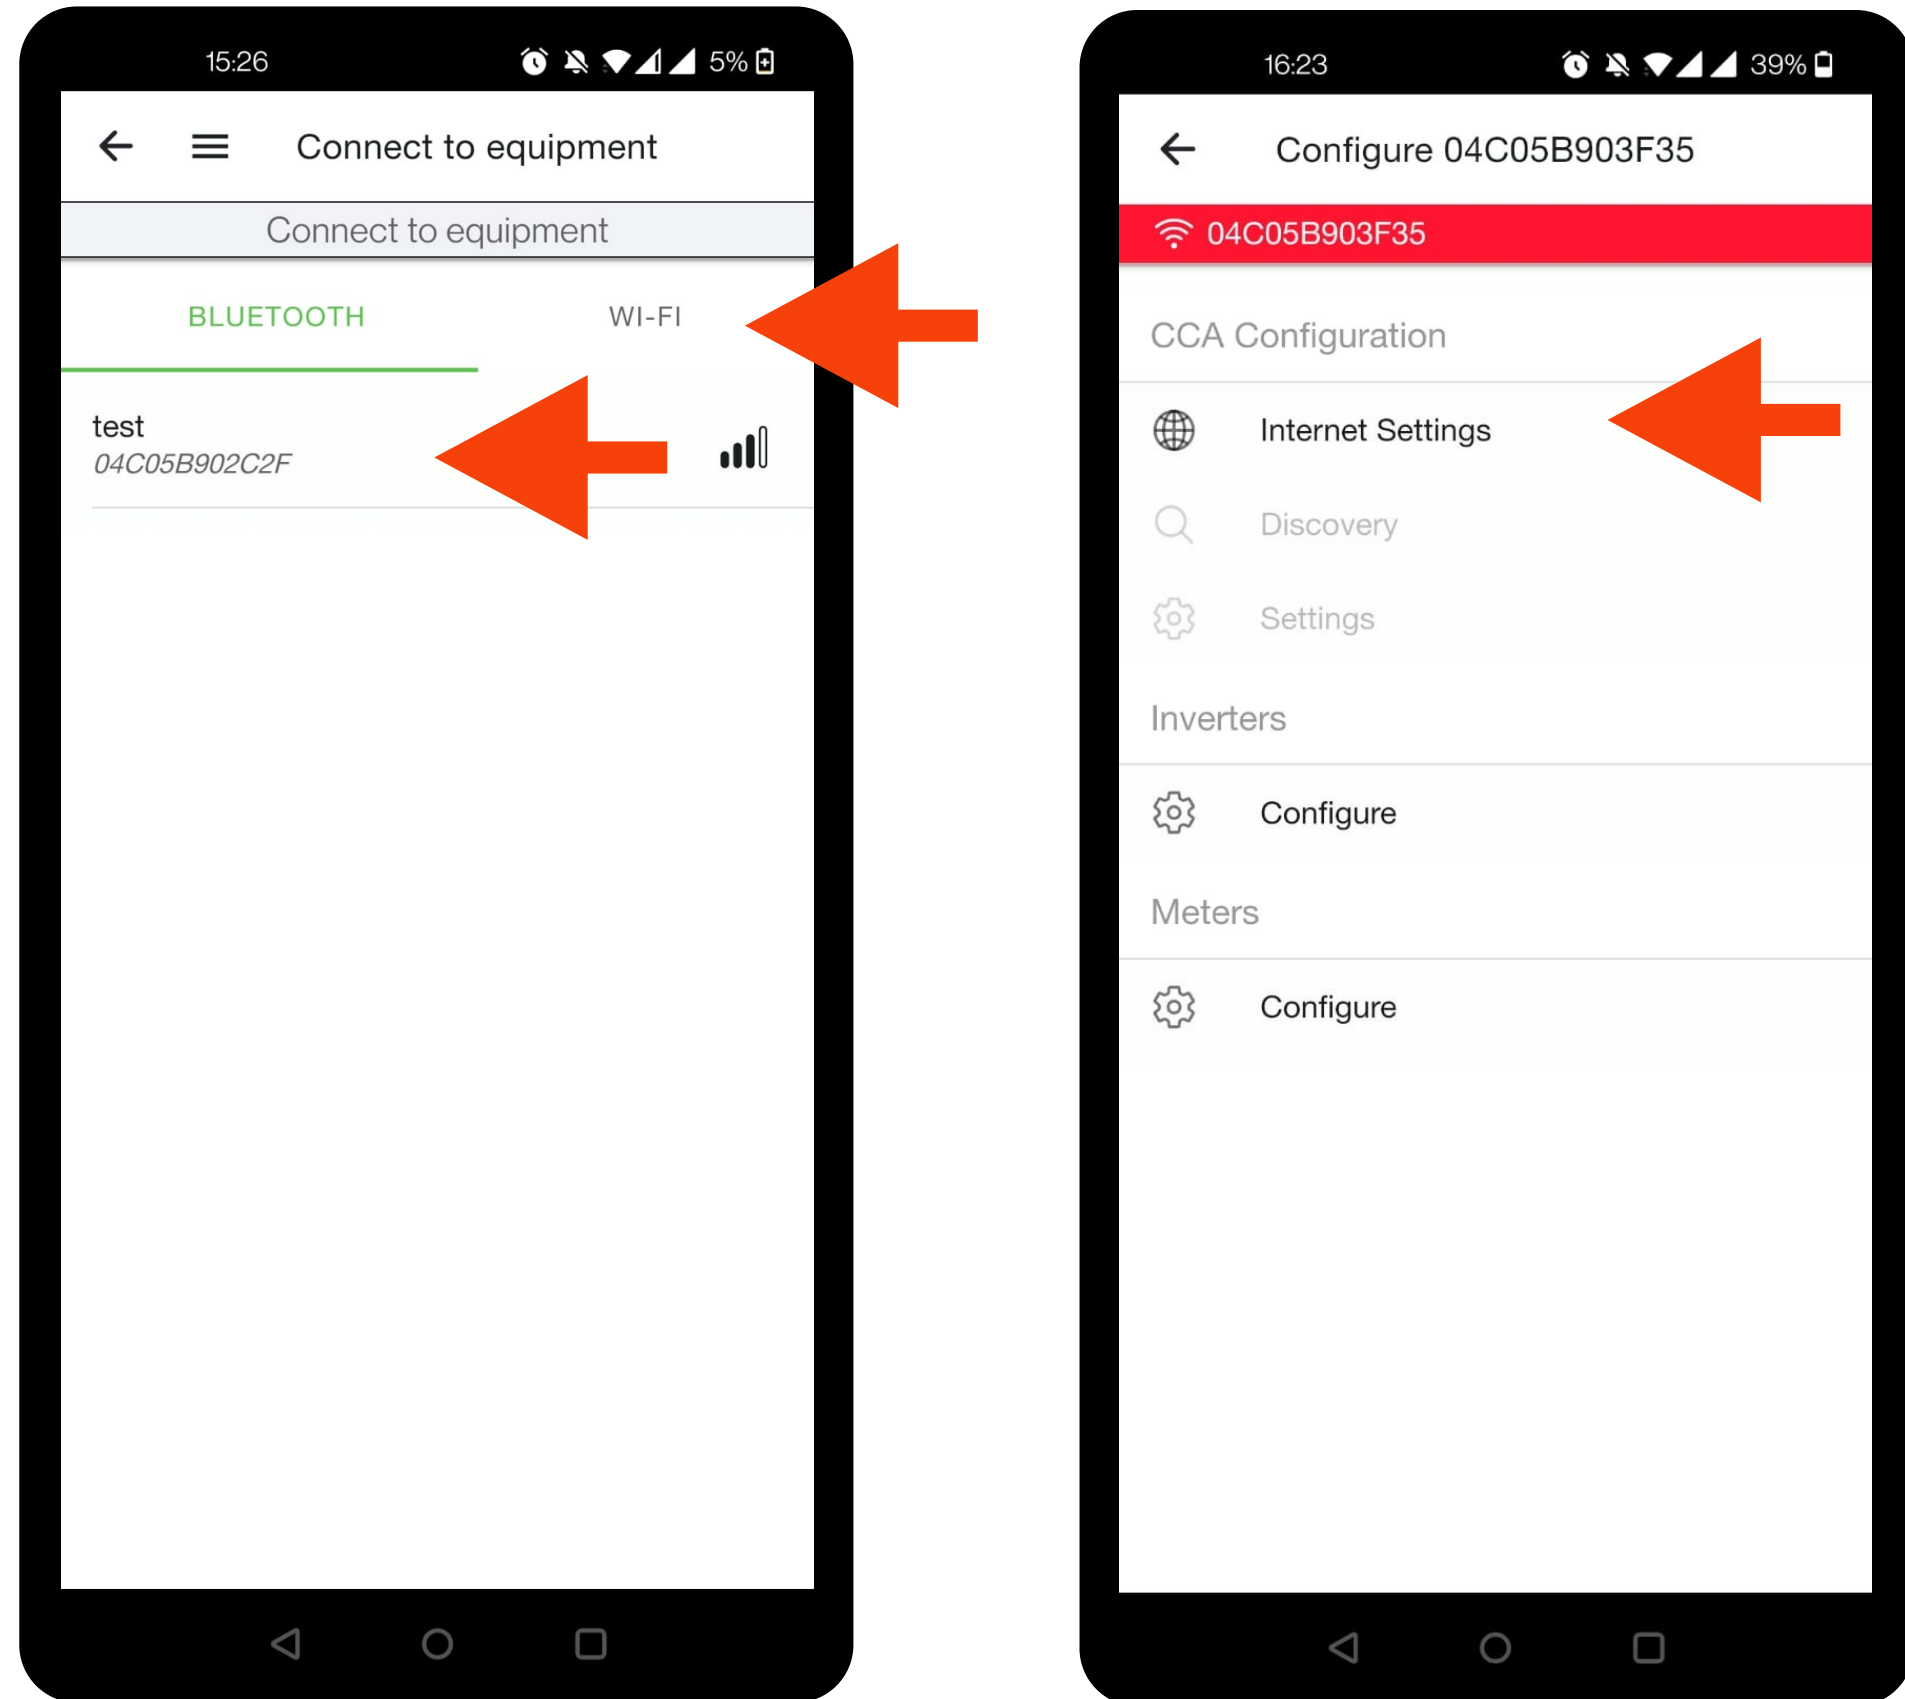 15:26
5%
Connect to equipment
Connect to equipment
BLUETOOTH
WI-FI
test
04C05B902C2F
16:23
39%
Configure 04C05B903F35
04C05B903F35
CCA Configuration
Internet Settings
Discovery
Settings
Inverters
Configure
Meters
Configure